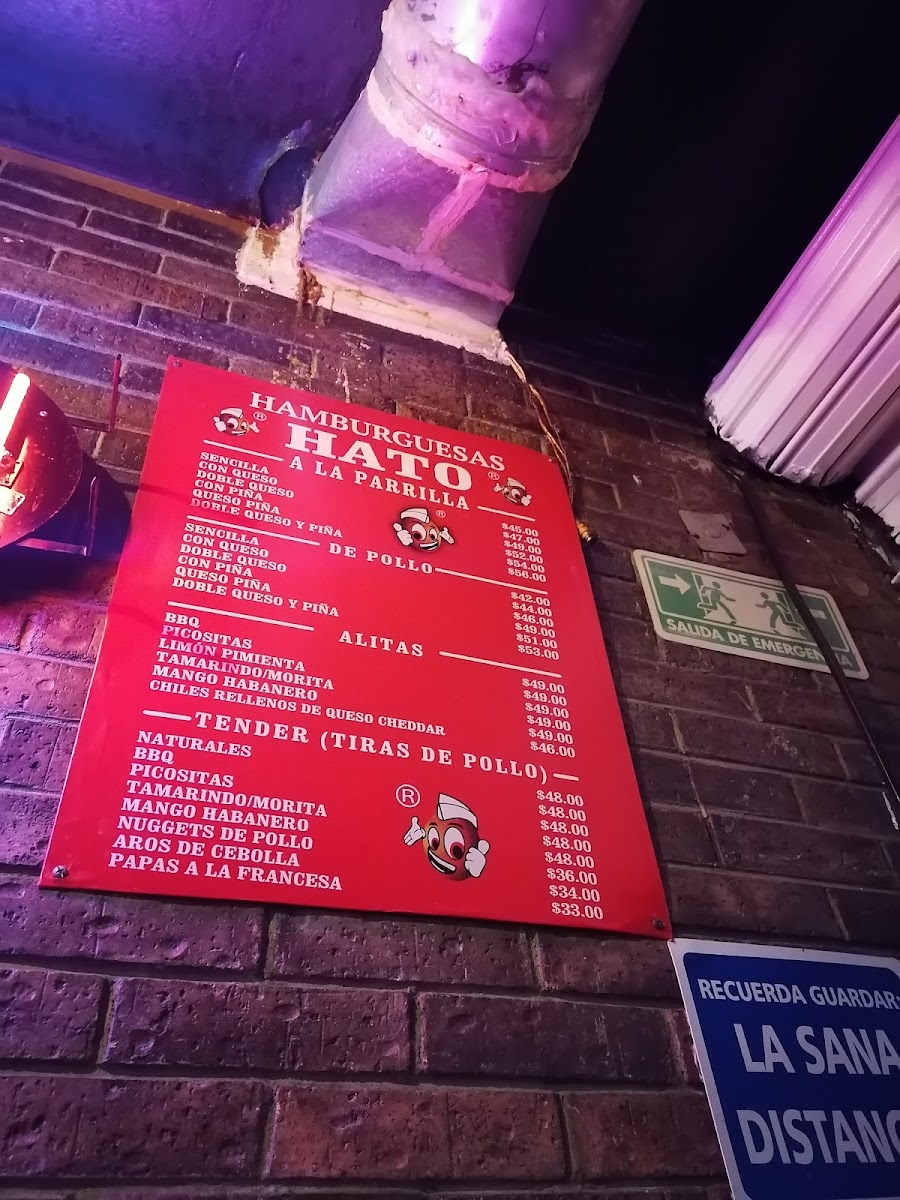 HAMBURGUESAS
HATO
®
®
A LA PARRILLA
SENCILLA $45.00
CON QUESO $47.00
DOBLE QUESO $49.00
CON PIÑA $52.00
QUESO PIÑA $54.00
DOBLE QUESO Y PIÑA $56.00
®
DE POLLO
SENCILLA $42.00
CON QUESO $44.00
DOBLE QUESO $46.00
CON PIÑA $49.00
QUESO PIÑA $51.00
DOBLE QUESO Y PIÑA $53.00
ALITAS
BBQ $49.00
PICOSITAS $49.00
LIMÓN PIMIENTA $49.00
TAMARINDO/MORITA $49.00
MANGO HABANERO $49.00
CHILES RELLENOS DE QUESO CHEDDAR $46.00
TENDER (TIRAS DE POLLO)
NATURALES $48.00
BBQ $48.00
PICOSITAS $48.00
TAMARINDO/MORITA $48.00
MANGO HABANERO $48.00
NUGGETS DE POLLO $36.00
AROS DE CEBOLLA $34.00
PAPAS A LA FRANCESA $33.00
®
SALIDA DE EMERGENCIA
RECUERDA GUARDAR:
LA SANA
DISTANC